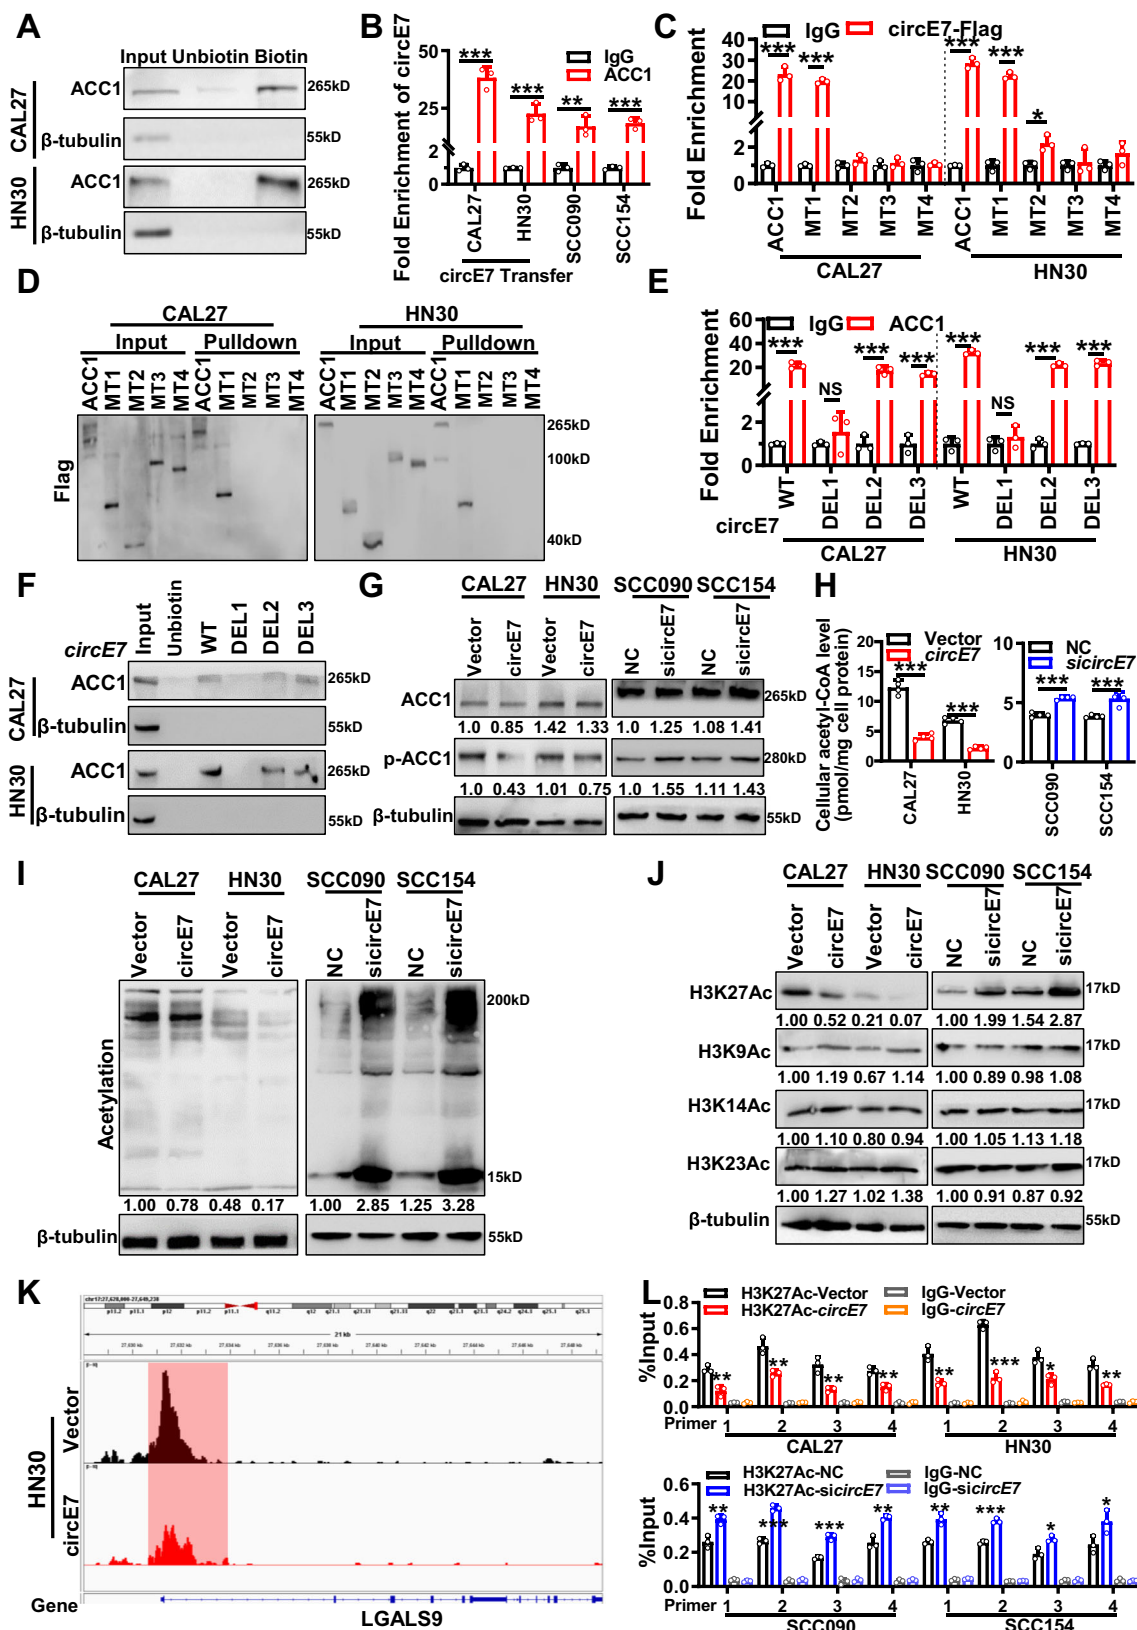 A
Input Unbiotin Biotin
CAL27
ACC1
265kD
β-tubulin
55kD
HN30
ACC1
265kD
β-tubulin
55kD
B
Fold Enrichment of circE7
50
25
2
0
IgG
ACC1
*** *** ** ***
CAL27 HN30 SCC090 SCC154
circE7 Transfer
C
Fold Enrichment
IgG circE7-Flag
40
30
20
10
2
1
0
*** *** *** *** *
ACC1 MT1 MT2 MT3 MT4 ACC1 MT1 MT2 MT3 MT4
CAL27 HN30
D
CAL27 HN30
Input Pulldown Input Pulldown
ACC1 MT1 MT2 MT3 MT4 ACC1 MT1 MT2 MT3 MT4 ACC1 MT1 MT2 MT3 MT4 ACC1 MT1 MT2 MT3 MT4
Flag
265kD
100kD
40kD
E
Fold Enrichment
IgG ACC1
60
40
20
2
1
0
*** NS *** *** *** NS *** ***
circE7
WT DEL1 DEL2 DEL3 WT DEL1 DEL2 DEL3
CAL27 HN30
F
circE7
Input Unbiotin WT DEL1 DEL2 DEL3
CAL27
ACC1
265kD
β-tubulin
55kD
HN30
ACC1
265kD
β-tubulin
55kD
G
CAL27 HN30 SCC090 SCC154
Vector circE7 Vector circE7 NC sicircE7 NC sicircE7
ACC1
265kD
1.0 0.85 1.42 1.33 1.0 1.25 1.08 1.41
p-ACC1
280kD
1.0 0.43 1.01 0.75 1.0 1.55 1.11 1.43
β-tubulin
55kD
H
Cellular acetyl-CoA level
(pmol/mg cell protein)
Vector
circE7
20
15
10
5
0
*** ***
CAL27 HN30
NC
sicircE7
10
5
0
*** ***
SCC090 SCC154
I
CAL27 HN30 SCC090 SCC154
Vector circE7 Vector circE7 NC sicircE7 NC sicircE7
Acetylation
200kD
15kD
1.00 0.78 0.48 0.17 1.00 2.85 1.25 3.28
β-tubulin
55kD
J
CAL27 HN30 SCC090 SCC154
Vector circE7 Vector circE7 NC sicircE7 NC sicircE7
H3K27Ac
17kD
1.00 0.52 0.21 0.07 1.00 1.99 1.54 2.87
H3K9Ac
17kD
1.00 1.19 0.67 1.14 1.00 0.89 0.98 1.08
H3K14Ac
17kD
1.00 1.10 0.80 0.94 1.00 1.05 1.13 1.18
H3K23Ac
17kD
1.00 1.27 1.02 1.38 1.00 0.91 0.87 0.92
β-tubulin
55kD
K
21 kb
HN30
Vector
circE7
Gene
LGALS9
L
H3K27Ac-Vector IgG-Vector
H3K27Ac-circE7 IgG-circE7
%Input
0.6
0.4
0.2
0.0
** ** ** ** ** *** * **
Primer 1 2 3 4 1 2 3 4
CAL27 HN30
H3K27Ac-NC IgG-NC
H3K27Ac-sicircE7 IgG-sicircE7
%Input
0.6
0.4
0.2
0.0
** *** *** ** ** *** * *
Primer 1 2 3 4 1 2 3 4
SCC090 SCC154